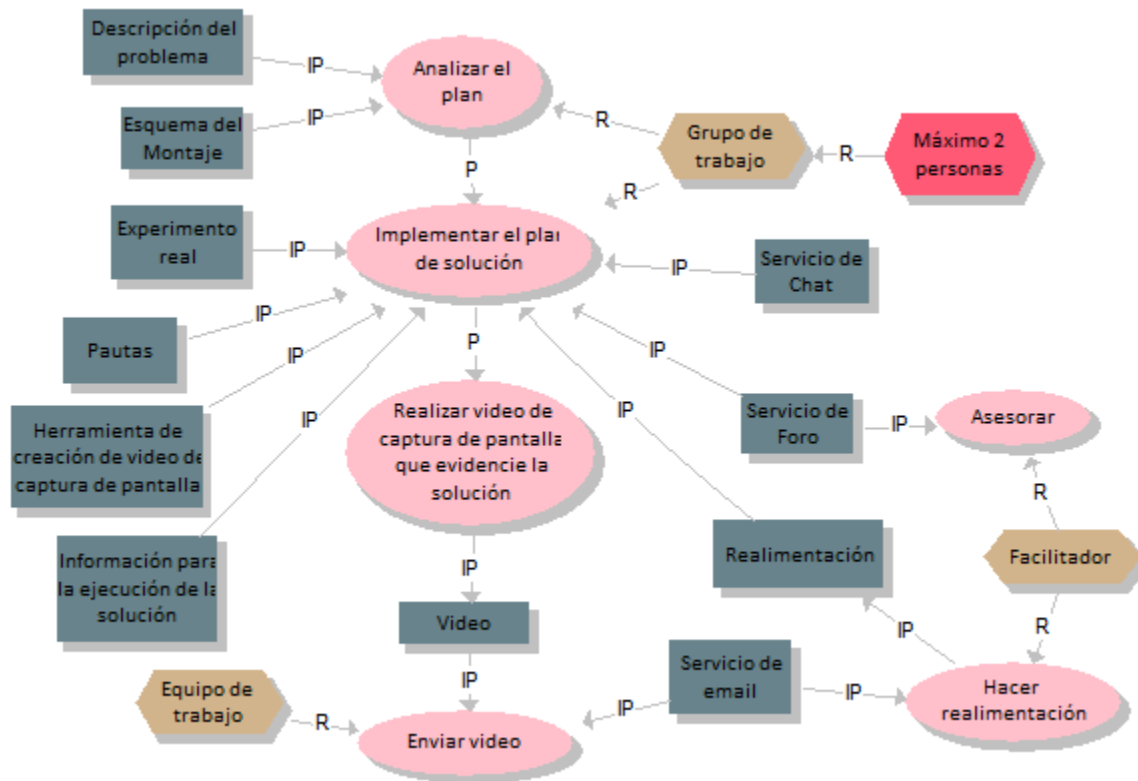 Descripción del
problema
IP
Analizar el
plan
Esquema del
Montaje
IP
R
Grupo de
trabajo
R
Máximo 2
personas
P
R
Experimento
real
IP
Implementar el plan
de solución
IP
Servicio de
Chat
IP
Pautas
P
IP
IP
IP
IP
Herramienta de
creación de video de
captura de pantalla
Realizar video de
captura de pantalla
que evidencie la
solución
Servicio de
Foro
IP
Asesorar
R
Información para
la ejecución de la
solución
IP
Realimentación
Facilitador
Video
IP
R
Equipo de
trabajo
R
IP
Enviar video
IP
Servicio de
email
IP
Hacer
realimentación